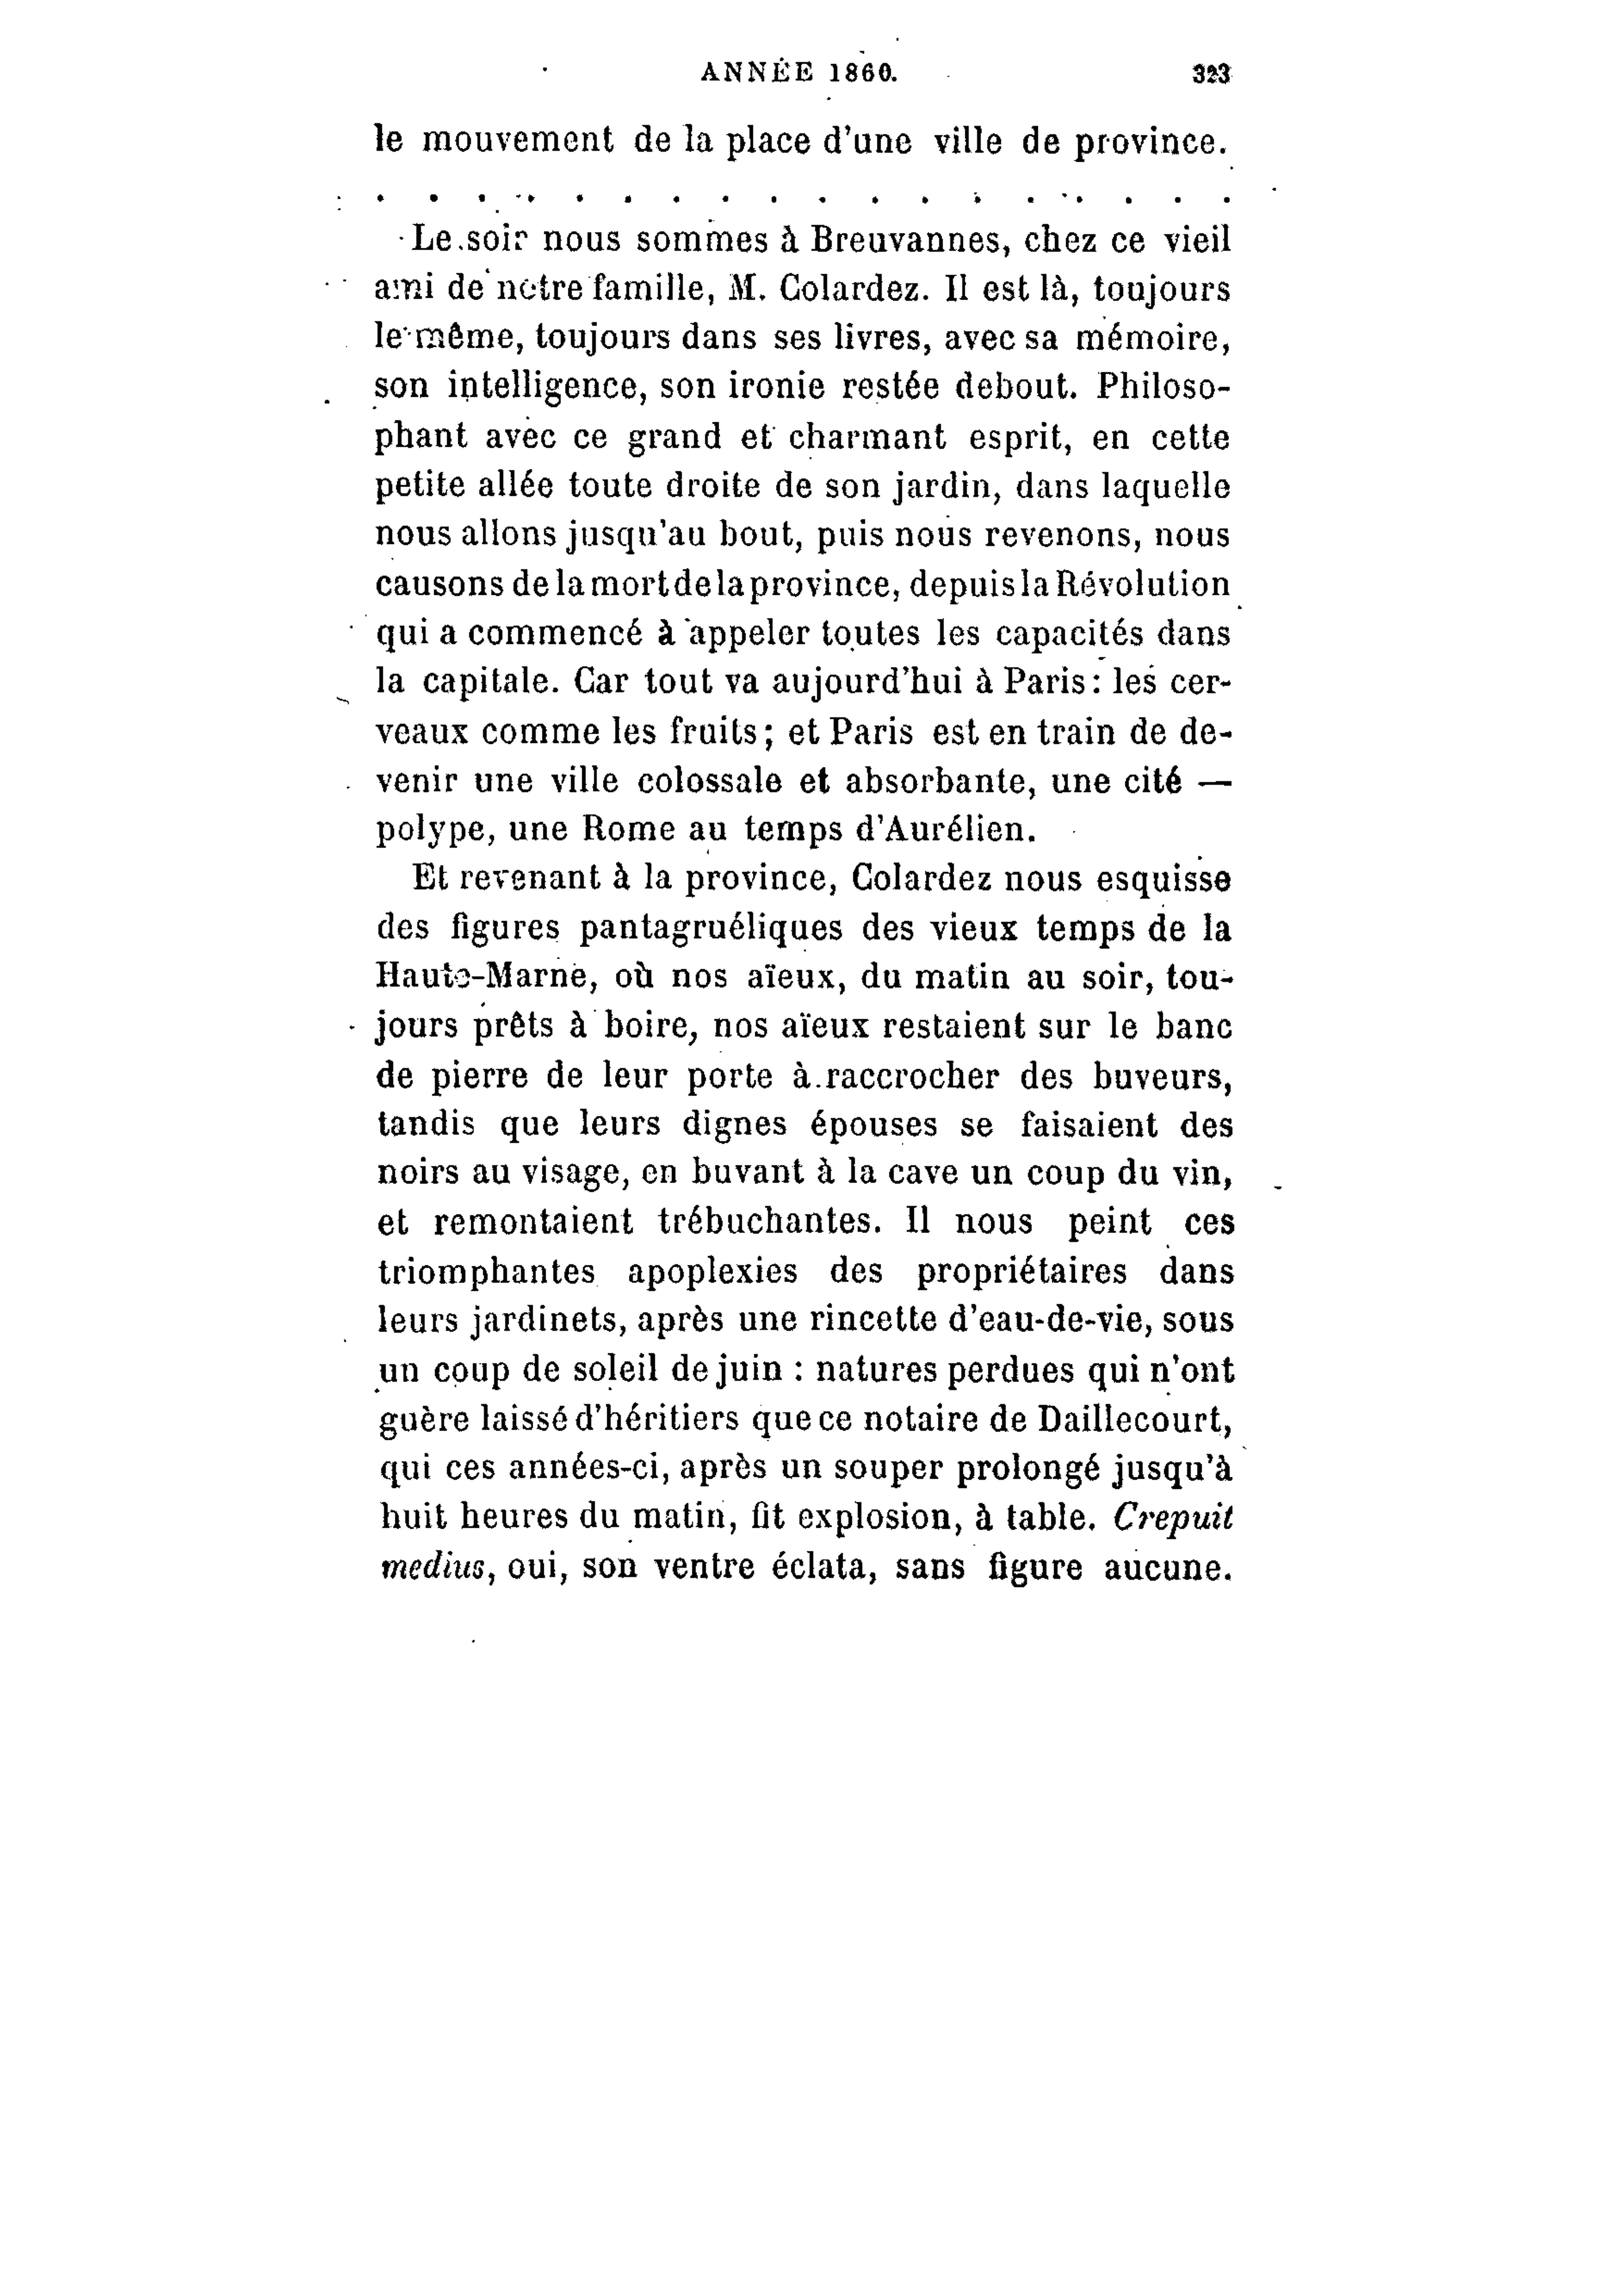 ANNÉE 1860. 323
le mouvement de la place d'une ville de province.
. . . . . . . . . . . . . . . . . .
Le soir nous sommes à Breuvannes, chez ce vieil
ami de notre famille, M. Colardez. Il est là, toujours
le même, toujours dans ses livres, avec sa mémoire,
son intelligence, son ironie restée debout. Philoso-
phant avec ce grand et charmant esprit, en cette
petite allée toute droite de son jardin, dans laquelle
nous allons jusqu'au bout, puis nous revenons, nous
causons de la mort de la province, depuis la Révolution
qui a commencé à appeler toutes les capacités dans
la capitale. Car tout va aujourd'hui à Paris : les cer-
veaux comme les fruits ; et Paris est en train de de-
venir une ville colossale et absorbante, une cité —
polype, une Rome au temps d'Aurélien.
Et revenant à la province, Colardez nous esquisse
des figures pantagruéliques des vieux temps de la
Haute-Marne, où nos aïeux, du matin au soir, tou-
jours prêts à boire, nos aïeux restaient sur le banc
de pierre de leur porte à raccrocher des buveurs,
tandis que leurs dignes épouses se faisaient des
noirs au visage, en buvant à la cave un coup du vin,
et remontaient trébuchantes. Il nous peint ces
triomphantes apoplexies des propriétaires dans
leurs jardinets, après une rincette d'eau-de-vie, sous
un coup de soleil de juin : natures perdues qui n'ont
guère laissé d'héritiers que ce notaire de Daillecourt,
qui ces années-ci, après un souper prolongé jusqu'à
huit heures du matin, fit explosion, à table. Crepuit
medius, oui, son ventre éclata, sans figure aucune.